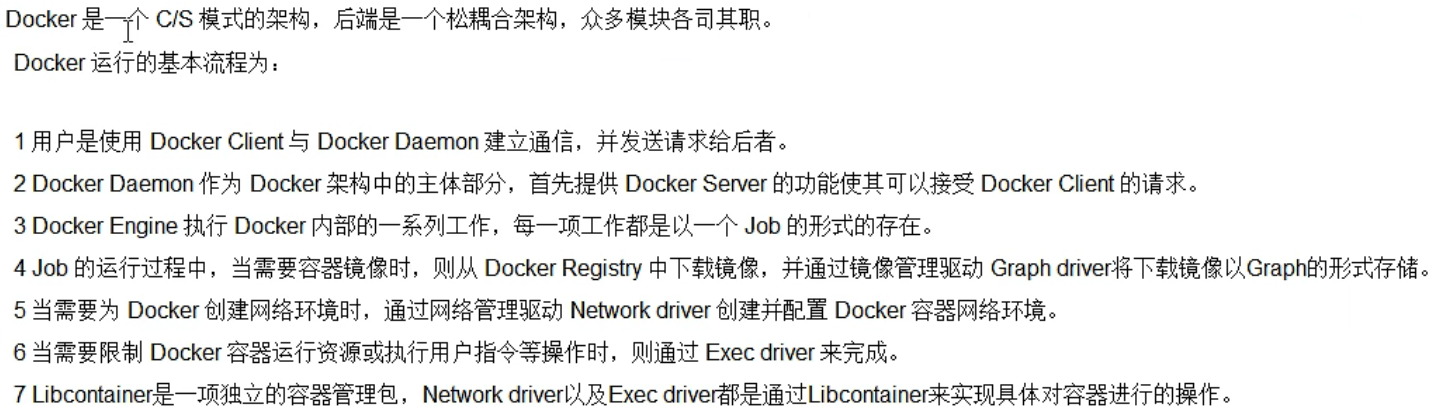 Docker 是一个 C/S 模式的架构，后端是一个松耦合架构，众多模块各司其职。
Docker 运行的基本流程为：
1 用户是使用 Docker Client 与 Docker Daemon 建立通信，并发送请求给后者。
2 Docker Daemon 作为 Docker 架构中的主体部分，首先提供 Docker Server 的功能使其可以接受 Docker Client 的请求。
3 Docker Engine 执行 Docker 内部的一系列工作，每一项工作都是以一个 Job 的形式的存在。
4 Job 的运行过程中，当需要容器镜像时，则从 Docker Registry 中下载镜像，并通过镜像管理驱动 Graph driver将下载镜像以Graph的形式存储。
5 当需要为 Docker 创建网络环境时，通过网络管理驱动 Network driver 创建并配置 Docker 容器网络环境。
6 当需要限制 Docker 容器运行资源或执行用户指令等操作时，则通过 Exec driver 来完成。
7 Libcontainer是一项独立的容器管理包，Network driver以及Exec driver都是通过Libcontainer来实现具体对容器进行的操作。